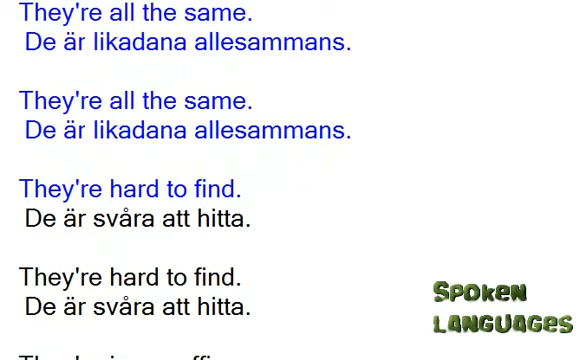 They're all the same.
De är likadana allesammans.
They're all the same.
De är likadana allesammans.
They're hard to find.
De är svåra att hitta.
They're hard to find.
De är svåra att hitta.
Spoken
Languages